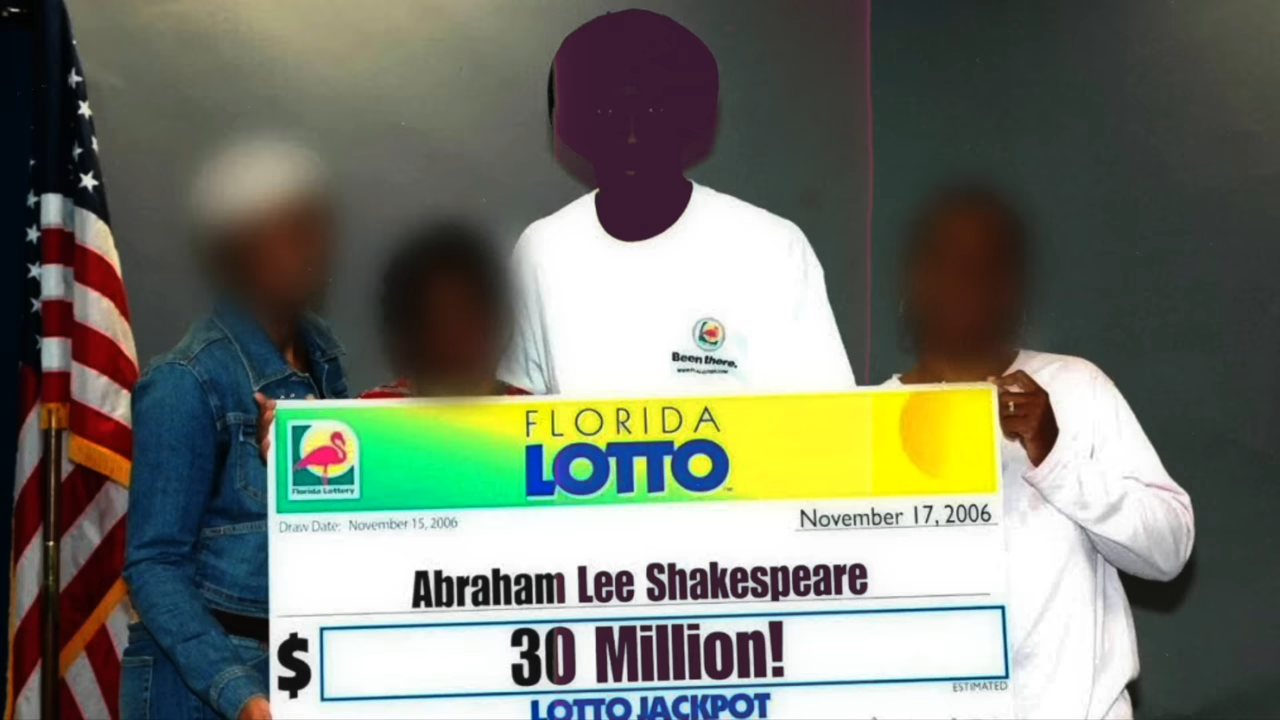 Been there.
FLORIDA
LOTTO
Florida Lottery
Draw Date: November 15, 2006
November 17, 2006
Abraham Lee Shakespeare
$ 30 Million!
ESTIMATED
LOTTO JACKPOT